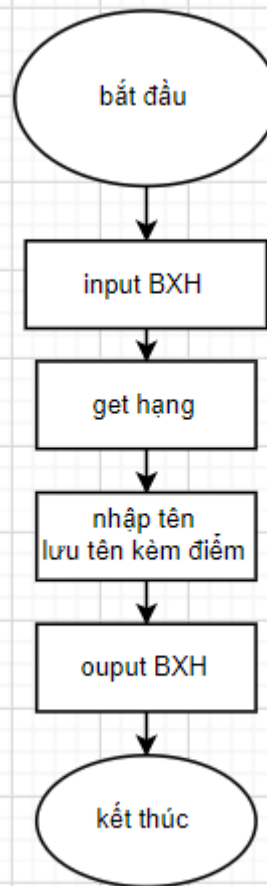 bắt đầu
input BXH
get hạng
nhập tên
lưu tên kèm điểm
ouput BXH
kết thúc